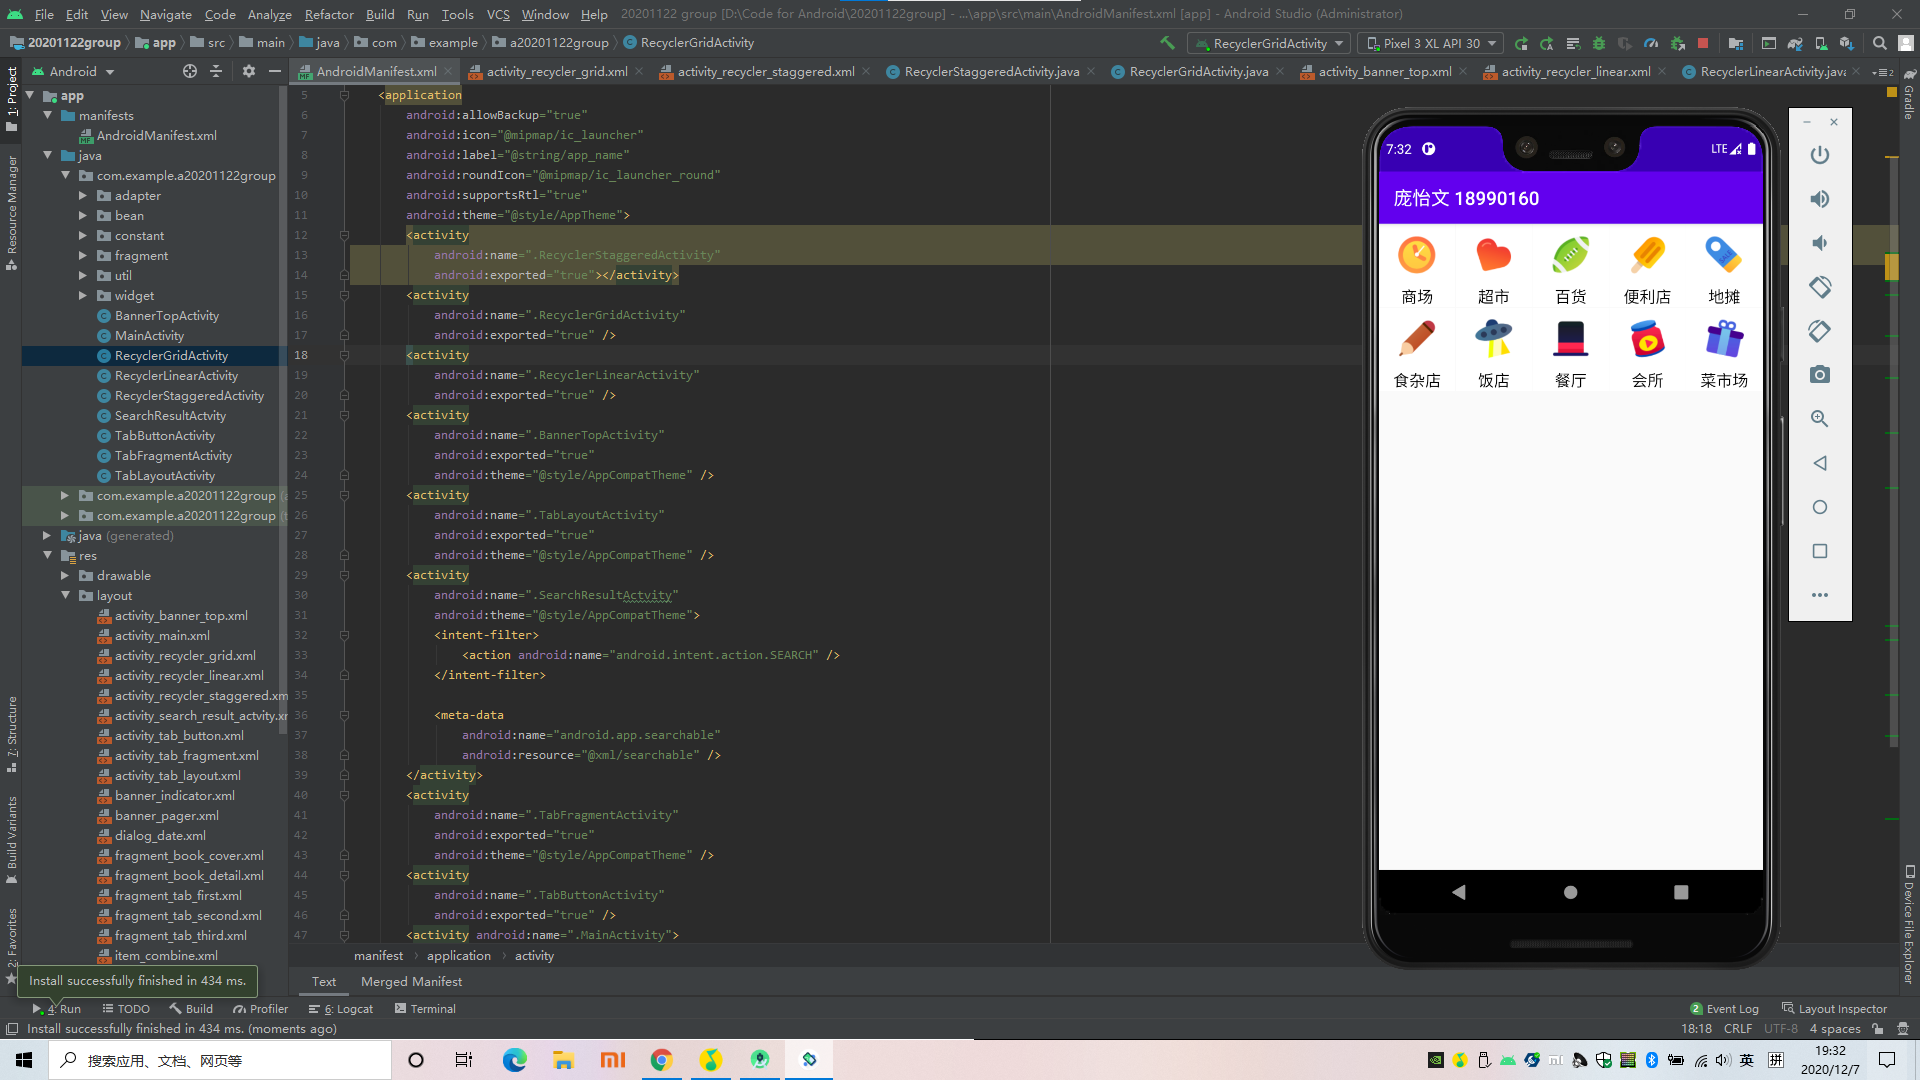 File Edit View Navigate Code Analyze Refactor Build Run Tools VCS Window Help 20201122 group [D:\Code for Android\20201122group] - ...\app\src\main\AndroidManifest.xml [app] - Android Studio (Administrator)
20201122group app src main java com example a20201122group RecyclerGridActivity
RecyclerGridActivity Pixel 3 XL API 30
Android
AndroidManifest.xml activity_recycler_grid.xml activity_recycler_staggered.xml RecyclerStaggeredActivity.java RecyclerGridActivity.java activity_banner_top.xml activity_recycler_linear.xml RecyclerLinearActivity.java
1: Project
Resource Manager
7: Structure
Build Variants
2: Favorites
app
manifests
AndroidManifest.xml
java
com.example.a20201122group
adapter
bean
constant
fragment
util
widget
BannerTopActivity
MainActivity
RecyclerGridActivity
RecyclerLinearActivity
RecyclerStaggeredActivity
SearchResultActvity
TabButtonActivity
TabFragmentActivity
TabLayoutActivity
com.example.a20201122group
com.example.a20201122group
java (generated)
res
drawable
layout
activity_banner_top.xml
activity_main.xml
activity_recycler_grid.xml
activity_recycler_linear.xml
activity_recycler_staggered.xm
activity_search_result_actvity.xr
activity_tab_button.xml
activity_tab_fragment.xml
activity_tab_layout.xml
banner_indicator.xml
banner_pager.xml
dialog_date.xml
fragment_book_cover.xml
fragment_book_detail.xml
fragment_tab_first.xml
fragment_tab_second.xml
fragment_tab_third.xml
item_combine.xml
5 <application
6 android:allowBackup="true"
7 android:icon="@mipmap/ic_launcher"
8 android:label="@string/app_name"
9 android:roundIcon="@mipmap/ic_launcher_round"
10 android:supportsRtl="true"
11 android:theme="@style/AppTheme">
12 <activity
13 android:name=".RecyclerStaggeredActivity"
14 android:exported="true"></activity>
15 <activity
16 android:name=".RecyclerGridActivity"
17 android:exported="true" />
18 <activity
19 android:name=".RecyclerLinearActivity"
20 android:exported="true" />
21 <activity
22 android:name=".BannerTopActivity"
23 android:exported="true"
24 android:theme="@style/AppCompatTheme" />
25 <activity
26 android:name=".TabLayoutActivity"
27 android:exported="true"
28 android:theme="@style/AppCompatTheme" />
29 <activity
30 android:name=".SearchResultActvity"
31 android:theme="@style/AppCompatTheme">
32 <intent-filter>
33 <action android:name="android.intent.action.SEARCH" />
34 </intent-filter>
35
36 <meta-data
37 android:name="android.app.searchable"
38 android:resource="@xml/searchable" />
39 </activity>
40 <activity
41 android:name=".TabFragmentActivity"
42 android:exported="true"
43 android:theme="@style/AppCompatTheme" />
44 <activity
45 android:name=".TabButtonActivity"
46 android:exported="true" />
47 <activity android:name=".MainActivity">
manifest application activity
Text Merged Manifest
7:32 LTE
庞怡文 18990160
商场 超市 百货 便利店 地摊
食杂店 饭店 餐厅 会所 菜市场
Gradle
Device File Explorer
Install successfully finished in 434 ms.
4: Run TODO Build Profiler 6: Logcat Terminal
2 Event Log Layout Inspector
Install successfully finished in 434 ms. (moments ago)
18:18 CRLF UTF-8 4 spaces
搜索应用、文档、网页等
英 拼
19:32
2020/12/7